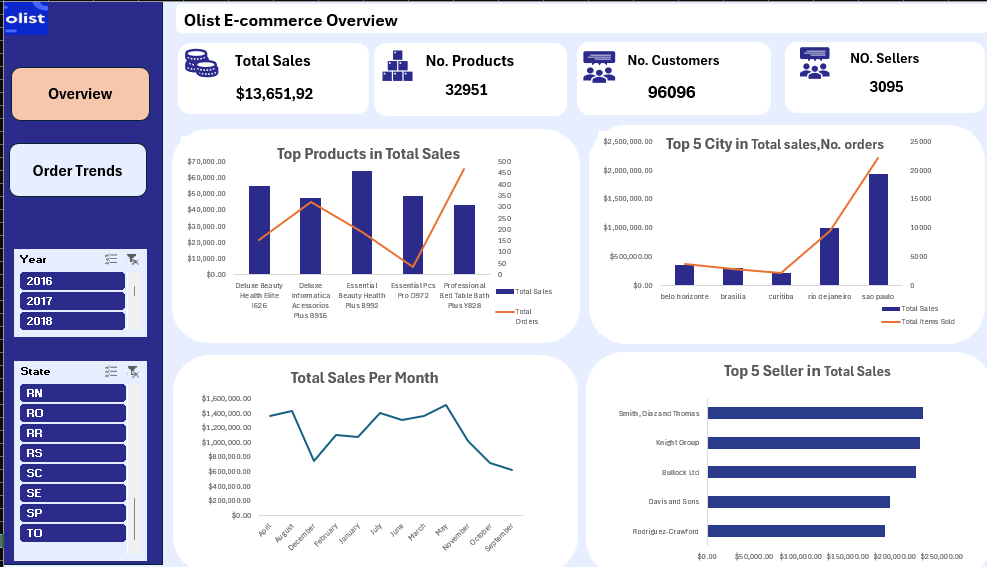 olist
Olist E-commerce Overview
Overview
Order Trends
Year
2016
2017
2018
State
RN
RO
RR
RS
SC
SE
SP
TO
Total Sales
$13,651,92
No. Products
32951
No. Customers
96096
NO. Sellers
3095
Top Products in Total Sales
$70,000.00
$60,000.00
$50,000.00
$40,000.00
$30,000.00
$20,000.00
$10,000.00
$0.00
500
450
400
350
300
250
200
150
100
50
0
Deluxe Beauty
Health Elite
I626
Deluxe
Informatica
Acessorios
Plus B916
Essential
Beauty Health
Plus B992
Essential Pcs
Pro D972
Professional
Bed Table Bath
Plus Y828
Total Sales
Total
Orders
Top 5 City in Total sales,No. orders
$2,500,000.00
$2,000,000.00
$1,500,000.00
$1,000,000.00
$500,000.00
$0.00
25000
20000
15000
10000
5000
0
belo horizonte
brasilia
curitiba
rio de janeiro
sao paulo
Total Sales
Total Items Sold
Total Sales Per Month
$1,600,000.00
$1,400,000.00
$1,200,000.00
$1,000,000.00
$800,000.00
$600,000.00
$400,000.00
$200,000.00
$0.00
April
August
December
February
January
July
June
March
May
November
October
September
Top 5 Seller in Total Sales
Smith, Diaz and Thomas
Knight Group
Bullock Ltd
Davis and Sons
Rodriguez-Crawford
$0.00
$50,000.00
$100,000.00
$150,000.00
$200,000.00
$250,000.00